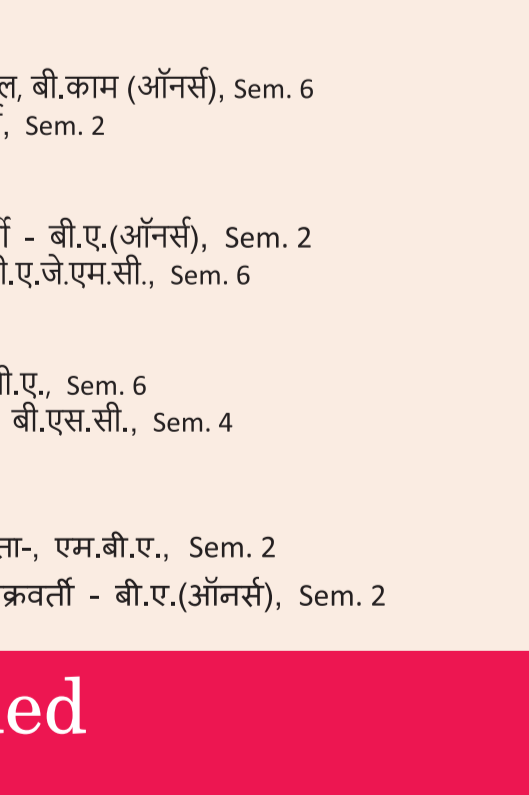 बी.काम (ऑनर्स), Sem. 6
Sem. 2
- बी.ए.(ऑनर्स), Sem. 2
ी.ए.जे.एम.सी., Sem. 6
ी.ए., Sem. 6
बी.एस.सी., Sem. 4
ता-, एम.बी.ए., Sem. 2
क्रवर्ती - बी.ए.(ऑनर्स), Sem. 2
ed